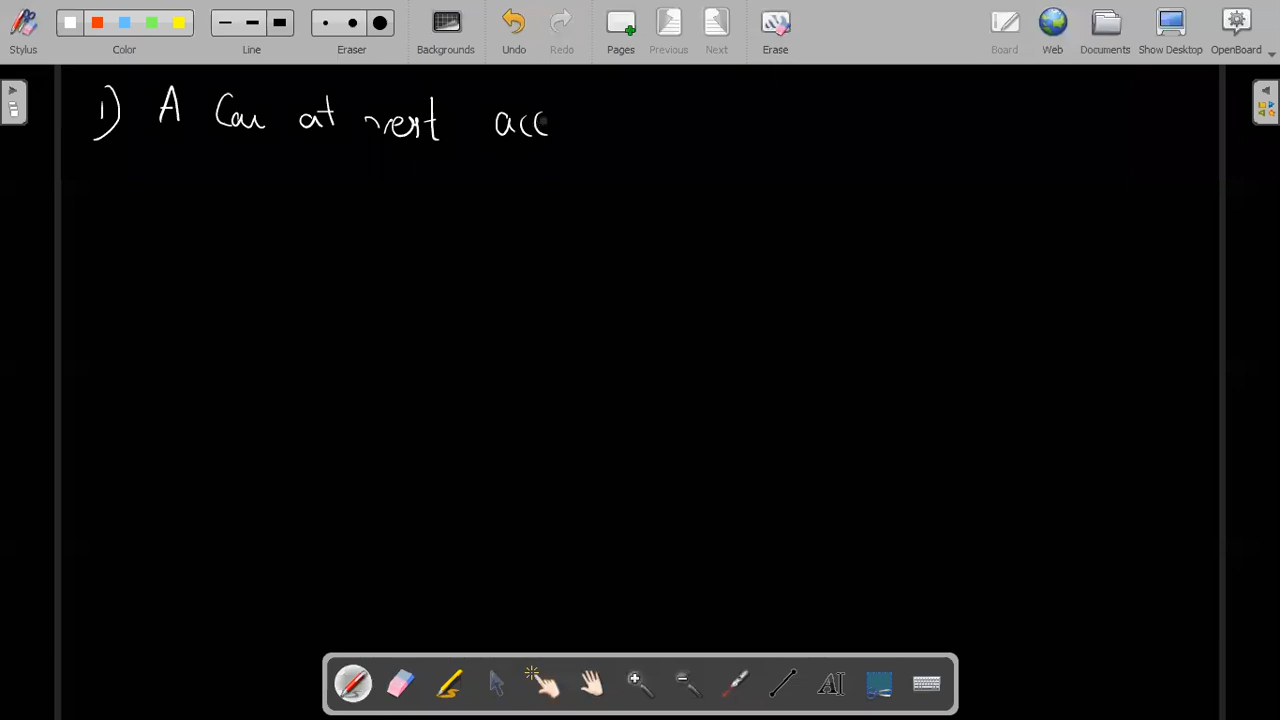 Stylus Color Line Eraser Backgrounds Undo Redo Pages Previous Next Erase Board Web Documents Show Desktop OpenBoard
1) A Car at rest acc